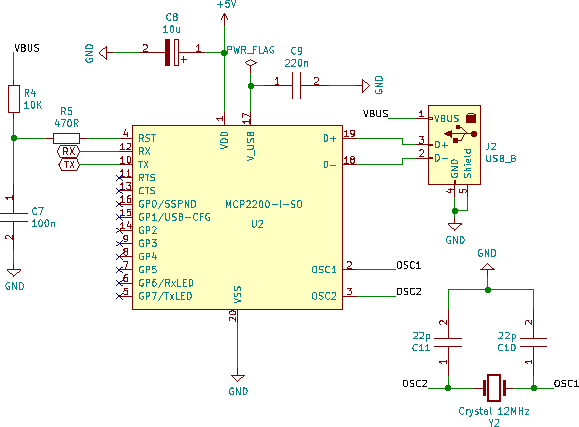 +5V
C8
10u
GND
2
1
+
VBUS
PWR_FLAG
C9
220n
1
2
GND
R4
10K
R5
470R
1
VDD
17
V_USB
4 RST
12 RX
10 TX
RX
TX
11 RTS
13 CTS
16 GP0/SSPND
15 GP1/USB-CFG
14 GP2
9 GP3
8 GP4
7 GP5
6 GP6/RxLED
5 GP7/TxLED
MCP2200-I-SO
U2
D+ 19
D- 18
OSC1 2 OSC1
OSC2 3 OSC2
VSS
20
GND
1
C7
100n
2
GND
VBUS
1 VBUS
3 D+
2 D-
GND
Shield
4
5
J2
USB_B
GND
GND
2
22p
C11
1
2
22p
C10
1
OSC2
OSC1
Crystal 12MHz
Y2